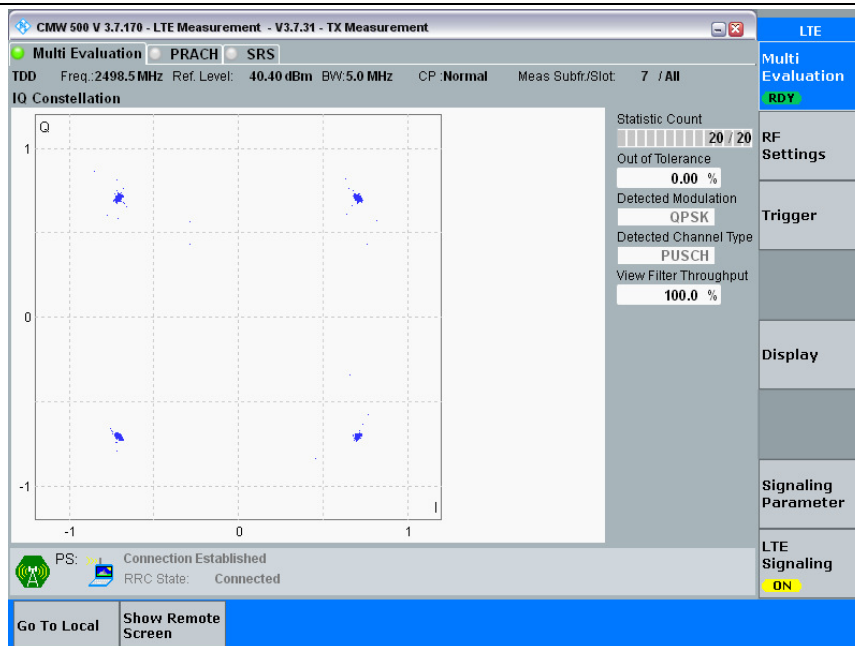 CMW 500 V 3.7.170 - LTE Measurement - V3.7.31 - TX Measurement
LTE
Multi Evaluation PRACH SRS
Multi
Evaluation
RDY
TDD Freq.:2498.5 MHz Ref. Level: 40.40 dBm BW:5.0 MHz CP :Normal Meas Subfr./Slot: 7 / All
IQ Constellation
Q
1
0
-1
I
-1 0 1
Statistic Count
20 / 20
Out of Tolerance
0.00 %
Detected Modulation
QPSK
Detected Channel Type
PUSCH
View Filter Throughput
100.0 %
RF
Settings
Trigger
Display
Signaling
Parameter
LTE
Signaling
ON
PS: Connection Established
RRC State: Connected
Go To Local
Show Remote
Screen